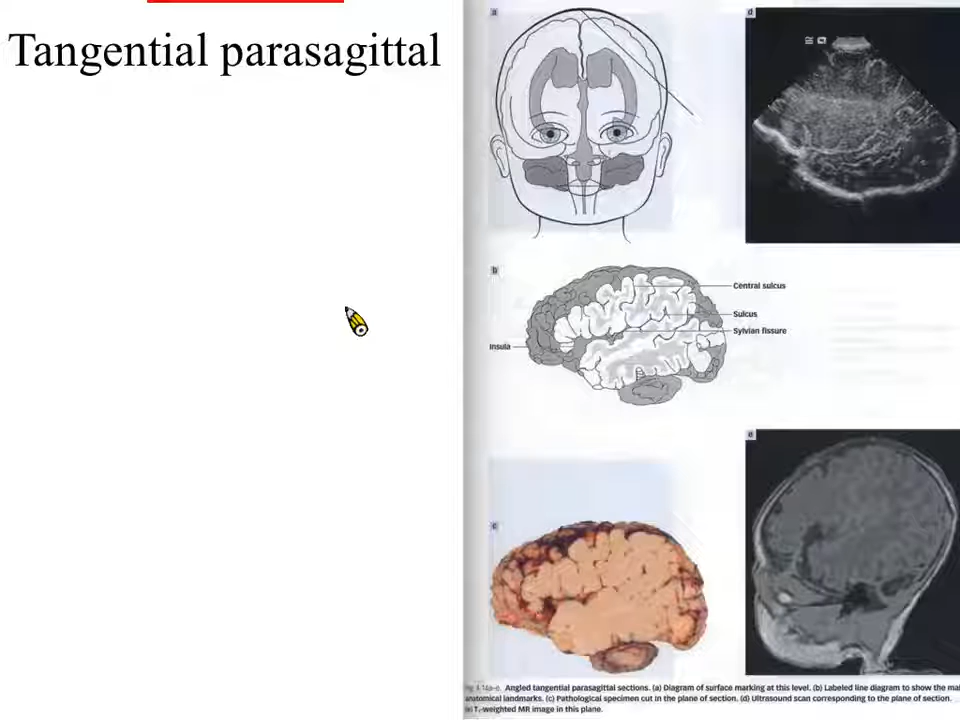 Tangential parasagittal
a
d
b
Central sulcus
Sulcus
Sylvian fissure
Insula
e
c
Angled tangential parasagittal sections. (a) Diagram of surface marking at this level. (b) Labeled line diagram to show the
anatomical landmarks. (c) Pathological specimen cut in the plane of section. (d) Ultrasound scan corresponding to the plane of section.
T₁-weighted MR image in this plane.